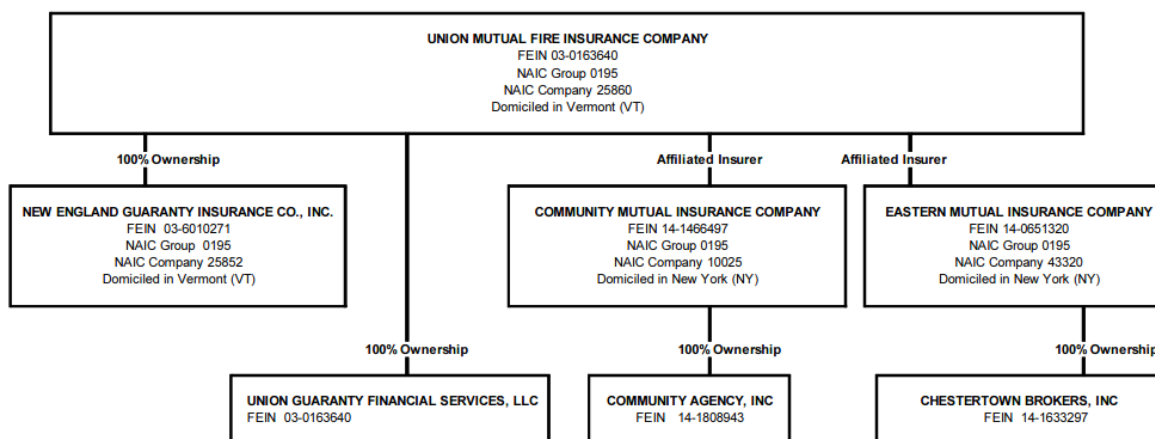 UNION MUTUAL FIRE INSURANCE COMPANY
FEIN 03-0163640
NAIC Group 0195
NAIC Company 25860
Domiciled in Vermont (VT)
100% Ownership
Affiliated Insurer
Affiliated Insurer
NEW ENGLAND GUARANTY INSURANCE CO., INC.
FEIN 03-6010271
NAIC Group 0195
NAIC Company 25852
Domiciled in Vermont (VT)
COMMUNITY MUTUAL INSURANCE COMPANY
FEIN 14-1466497
NAIC Group 0195
NAIC Company 10025
Domiciled in New York (NY)
EASTERN MUTUAL INSURANCE COMPANY
FEIN 14-0651320
NAIC Group 0195
NAIC Company 43320
Domiciled in New York (NY)
100% Ownership
100% Ownership
100% Ownership
UNION GUARANTY FINANCIAL SERVICES, LLC
FEIN 03-0163640
COMMUNITY AGENCY, INC
FEIN 14-1808943
CHESTERTOWN BROKERS, INC
FEIN 14-1633297